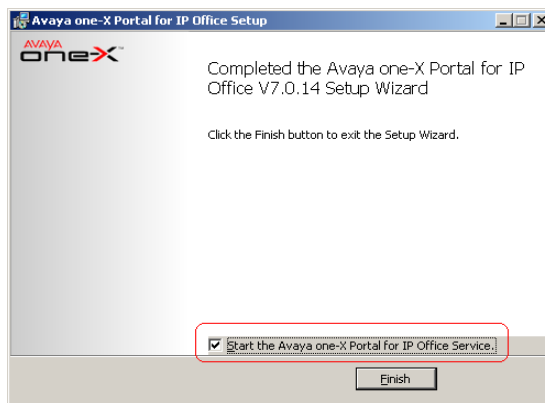 Avaya one-X Portal for IP Office Setup
AVAYA
one-X™
Completed the Avaya one-X Portal for IP
Office V7.0.14 Setup Wizard
Click the Finish button to exit the Setup Wizard.
Start the Avaya one-X Portal for IP Office Service.
Finish